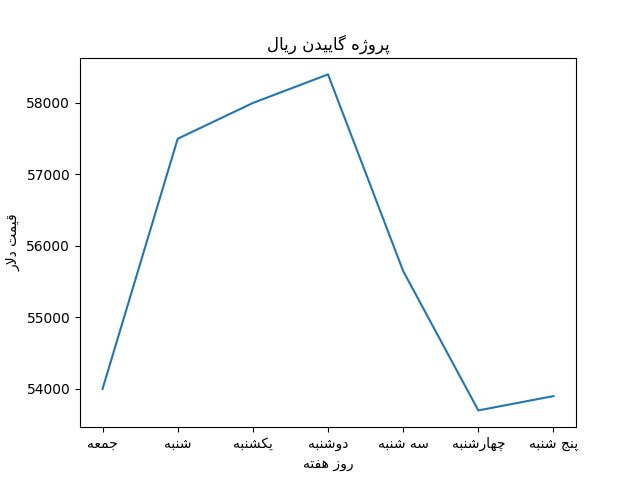 پروژه گاییدن ریال
قیمت دلار
58000
57000
56000
55000
54000
جمعه شنبه یکشنبه دوشنبه سه شنبه چهارشنبه پنج شنبه
روز هفته